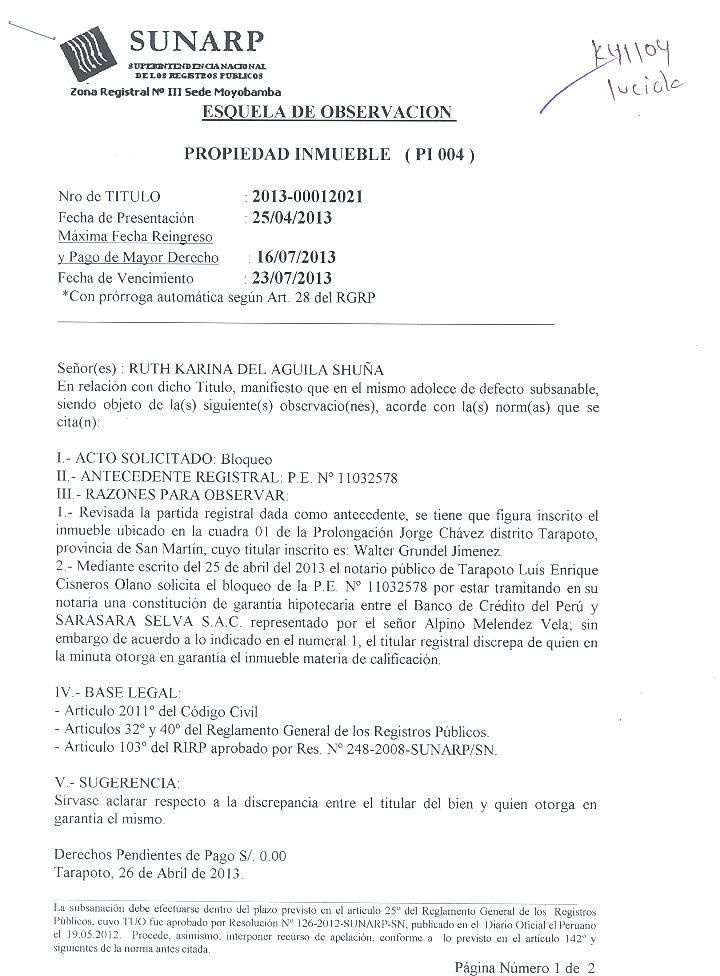 SUNARP
SUPERINTENDENCIA NACIONAL
DE LOS REGISTROS PUBLICOS
Zona Registral Nº III Sede Moyobamba
K41104
luciola
ESQUELA DE OBSERVACION
PROPIEDAD INMUEBLE ( PI 004 )
Nro de TITULO : 2013-00012021
Fecha de Presentación : 25/04/2013
Máxima Fecha Reingreso
y Pago de Mayor Derecho : 16/07/2013
Fecha de Vencimiento : 23/07/2013
*Con prórroga automática según Art. 28 del RGRP
Señor(es) : RUTH KARINA DEL AGUILA SHUÑA
En relación con dicho Titulo, manifiesto que en el mismo adolece de defecto subsanable,
siendo objeto de la(s) siguiente(s) observacio(nes), acorde con la(s) norm(as) que se
cita(n):
I.- ACTO SOLICITADO: Bloqueo
II.- ANTECEDENTE REGISTRAL: P.E. Nº 11032578
III.- RAZONES PARA OBSERVAR:
1.- Revisada la partida registral dada como antecedente, se tiene que figura inscrito el
inmueble ubicado en la cuadra 01 de la Prolongación Jorge Chávez distrito Tarapoto,
provincia de San Martín, cuyo titular inscrito es: Walter Grundel Jimenez.
2.- Mediante escrito del 25 de abril del 2013 el notario público de Tarapoto Luís Enrique
Cisneros Olano solicita el bloqueo de la P.E. Nº 11032578 por estar tramitando en su
notaría una constitución de garantía hipotecaria entre el Banco de Crédito del Perú y
SARASARA SELVA S.A.C. representado por el señor Alpino Melendez Vela; sin
embargo de acuerdo a lo indicado en el numeral 1, el titular registral discrepa de quien en
la minuta otorga en garantía el inmueble materia de calificación.
IV.- BASE LEGAL:
- Articulo 2011º del Código Civil
- Artículos 32º y 40º del Reglamento General de los Registros Públicos.
- Articulo 103º del RIRP aprobado por Res. Nº 248-2008-SUNARP/SN.
V.- SUGERENCIA:
Sírvase aclarar respecto a la discrepancia entre el titular del bien y quien otorga en
garantía el mismo.
Derechos Pendientes de Pago S/. 0.00
Tarapoto, 26 de Abril de 2013.
La subsanación debe efectuarse dentro del plazo previsto en el artículo 25º del Reglamento General de los Registros
Públicos, cuyo TUO fue aprobado por Resolución Nº 126-2012-SUNARP-SN, publicado en el Diario Oficial el Peruano
el 19.05.2012. Procede, asimismo, interponer recurso de apelación, conforme a lo previsto en el artículo 142º y
siguientes de la norma antes citada.
Página Número 1 de 2